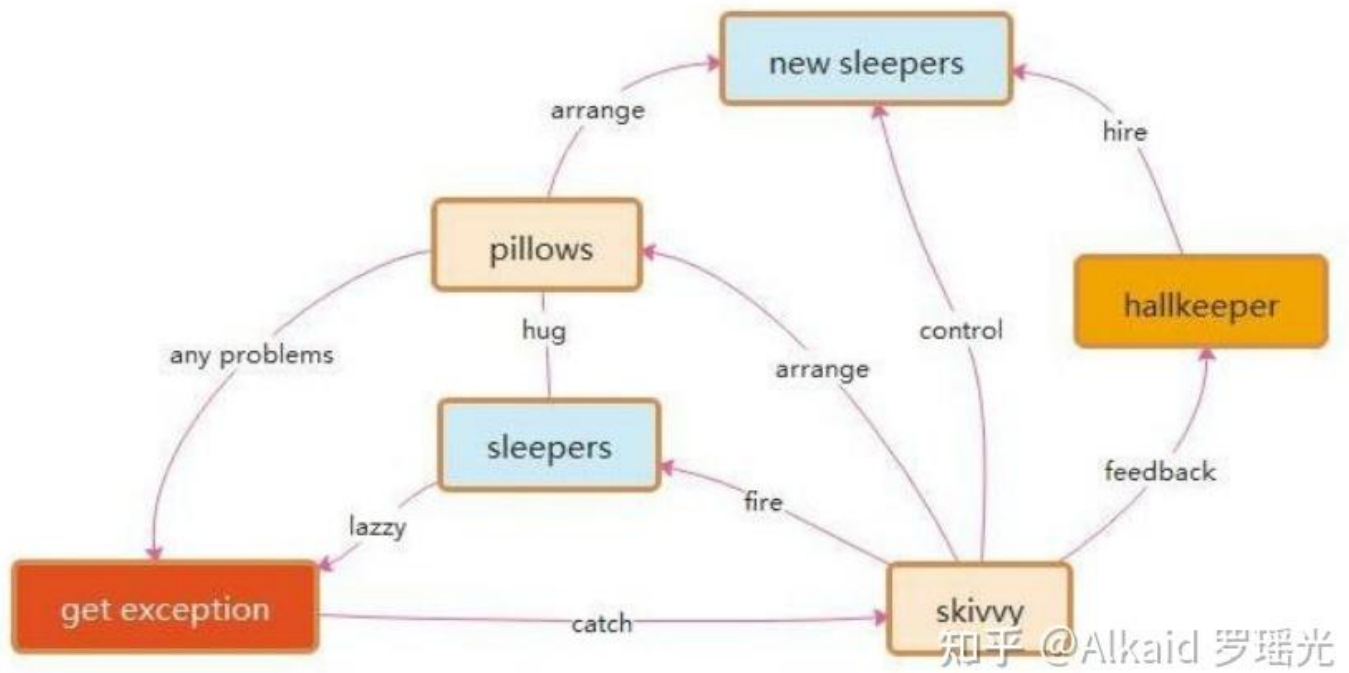 new sleepers
arrange
hire
pillows
hallkeeper
hug
control
any problems
arrange
sleepers
feedback
fire
lazzy
get exception
skivvy
catch
知乎 @Alkaid 罗瑶光